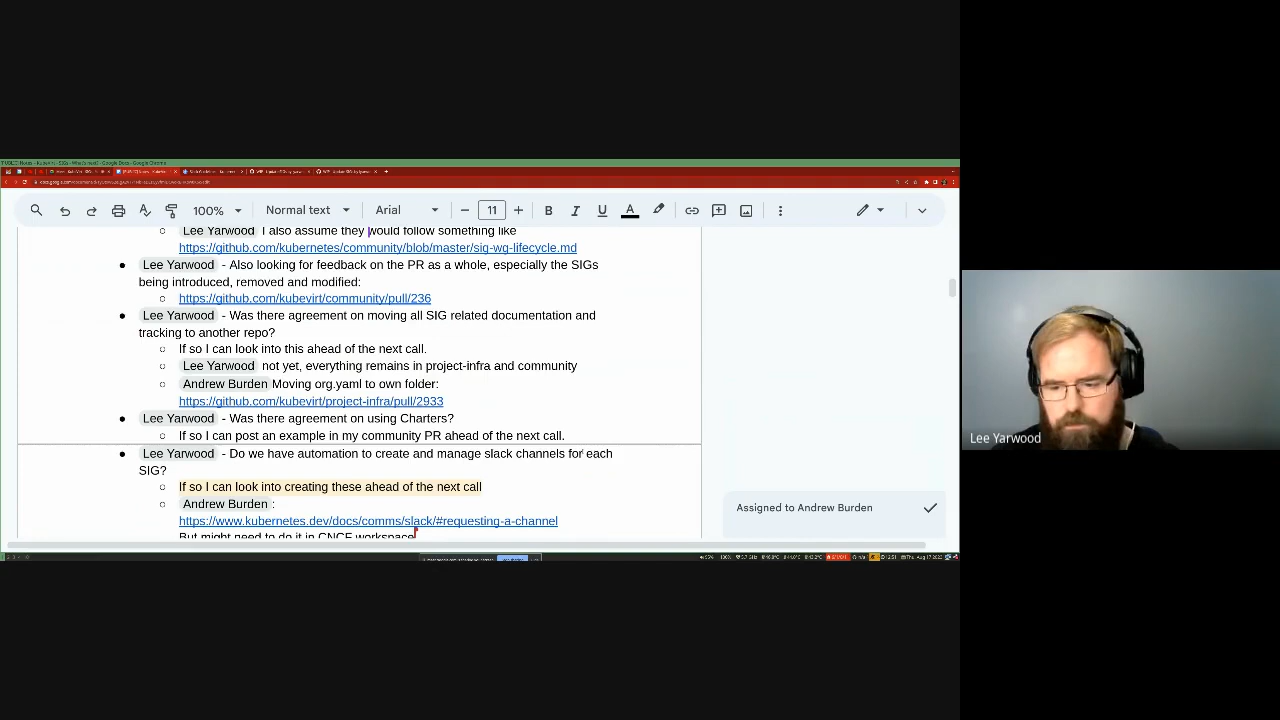 100%
Normal text
Arial
11
Lee Yarwood I also assume they would follow something like
https://github.com/kubernetes/community/blob/master/sig-wg-lifecycle.md
Lee Yarwood - Also looking for feedback on the PR as a whole, especially the SIGs
being introduced, removed and modified:
https://github.com/kubevirt/community/pull/236
Lee Yarwood - Was there agreement on moving all SIG related documentation and
tracking to another repo?
If so I can look into this ahead of the next call.
Lee Yarwood not yet, everything remains in project-infra and community
Andrew Burden Moving org.yaml to own folder:
https://github.com/kubevirt/project-infra/pull/2933
Lee Yarwood - Was there agreement on using Charters?
If so I can post an example in my community PR ahead of the next call.
Lee Yarwood - Do we have automation to create and manage slack channels for each
SIG?
If so I can look into creating these ahead of the next call
Andrew Burden :
https://www.kubernetes.dev/docs/comms/slack/#requesting-a-channel
But might need to do it in CNCF workspace
Assigned to Andrew Burden
Lee Yarwood